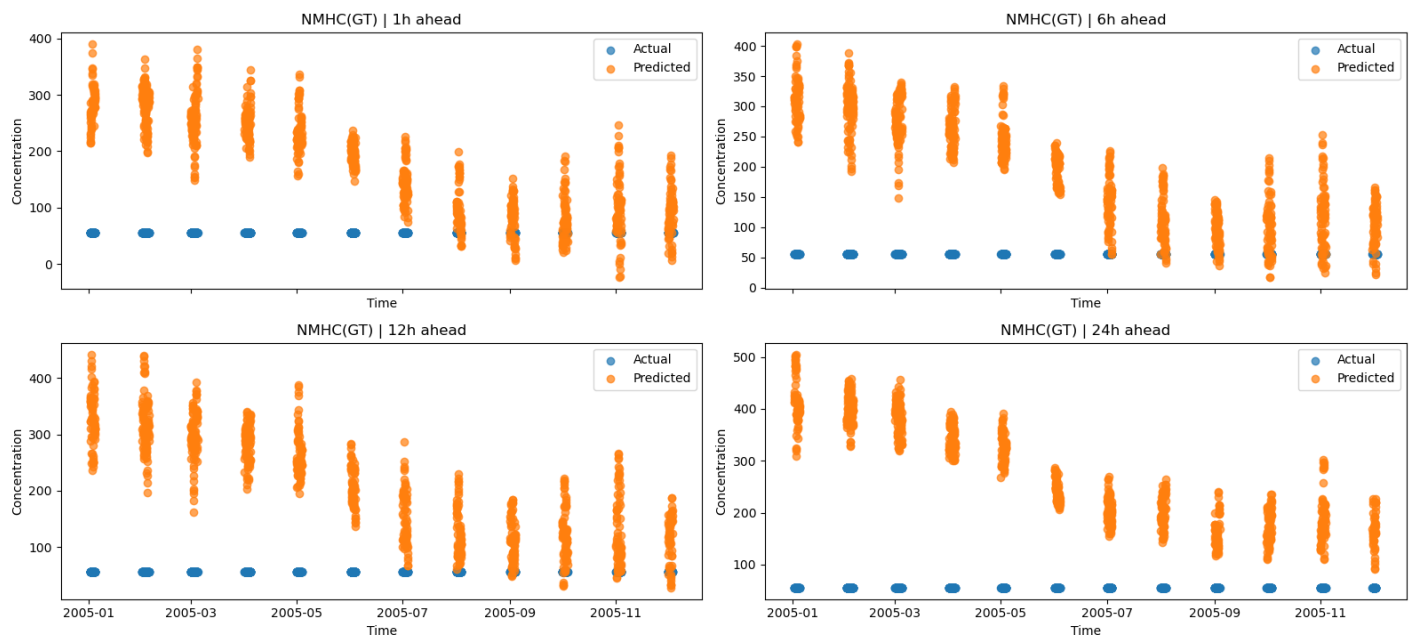 NMHC(GT) | 1h ahead
400
300
200
100
0
Concentration
Time
Actual
Predicted
NMHC(GT) | 6h ahead
400
350
300
250
200
150
100
50
0
Concentration
Time
Actual
Predicted
NMHC(GT) | 12h ahead
400
300
200
100
Concentration
2005-01
2005-03
2005-05
2005-07
2005-09
2005-11
Time
Actual
Predicted
NMHC(GT) | 24h ahead
500
400
300
200
100
Concentration
2005-01
2005-03
2005-05
2005-07
2005-09
2005-11
Time
Actual
Predicted